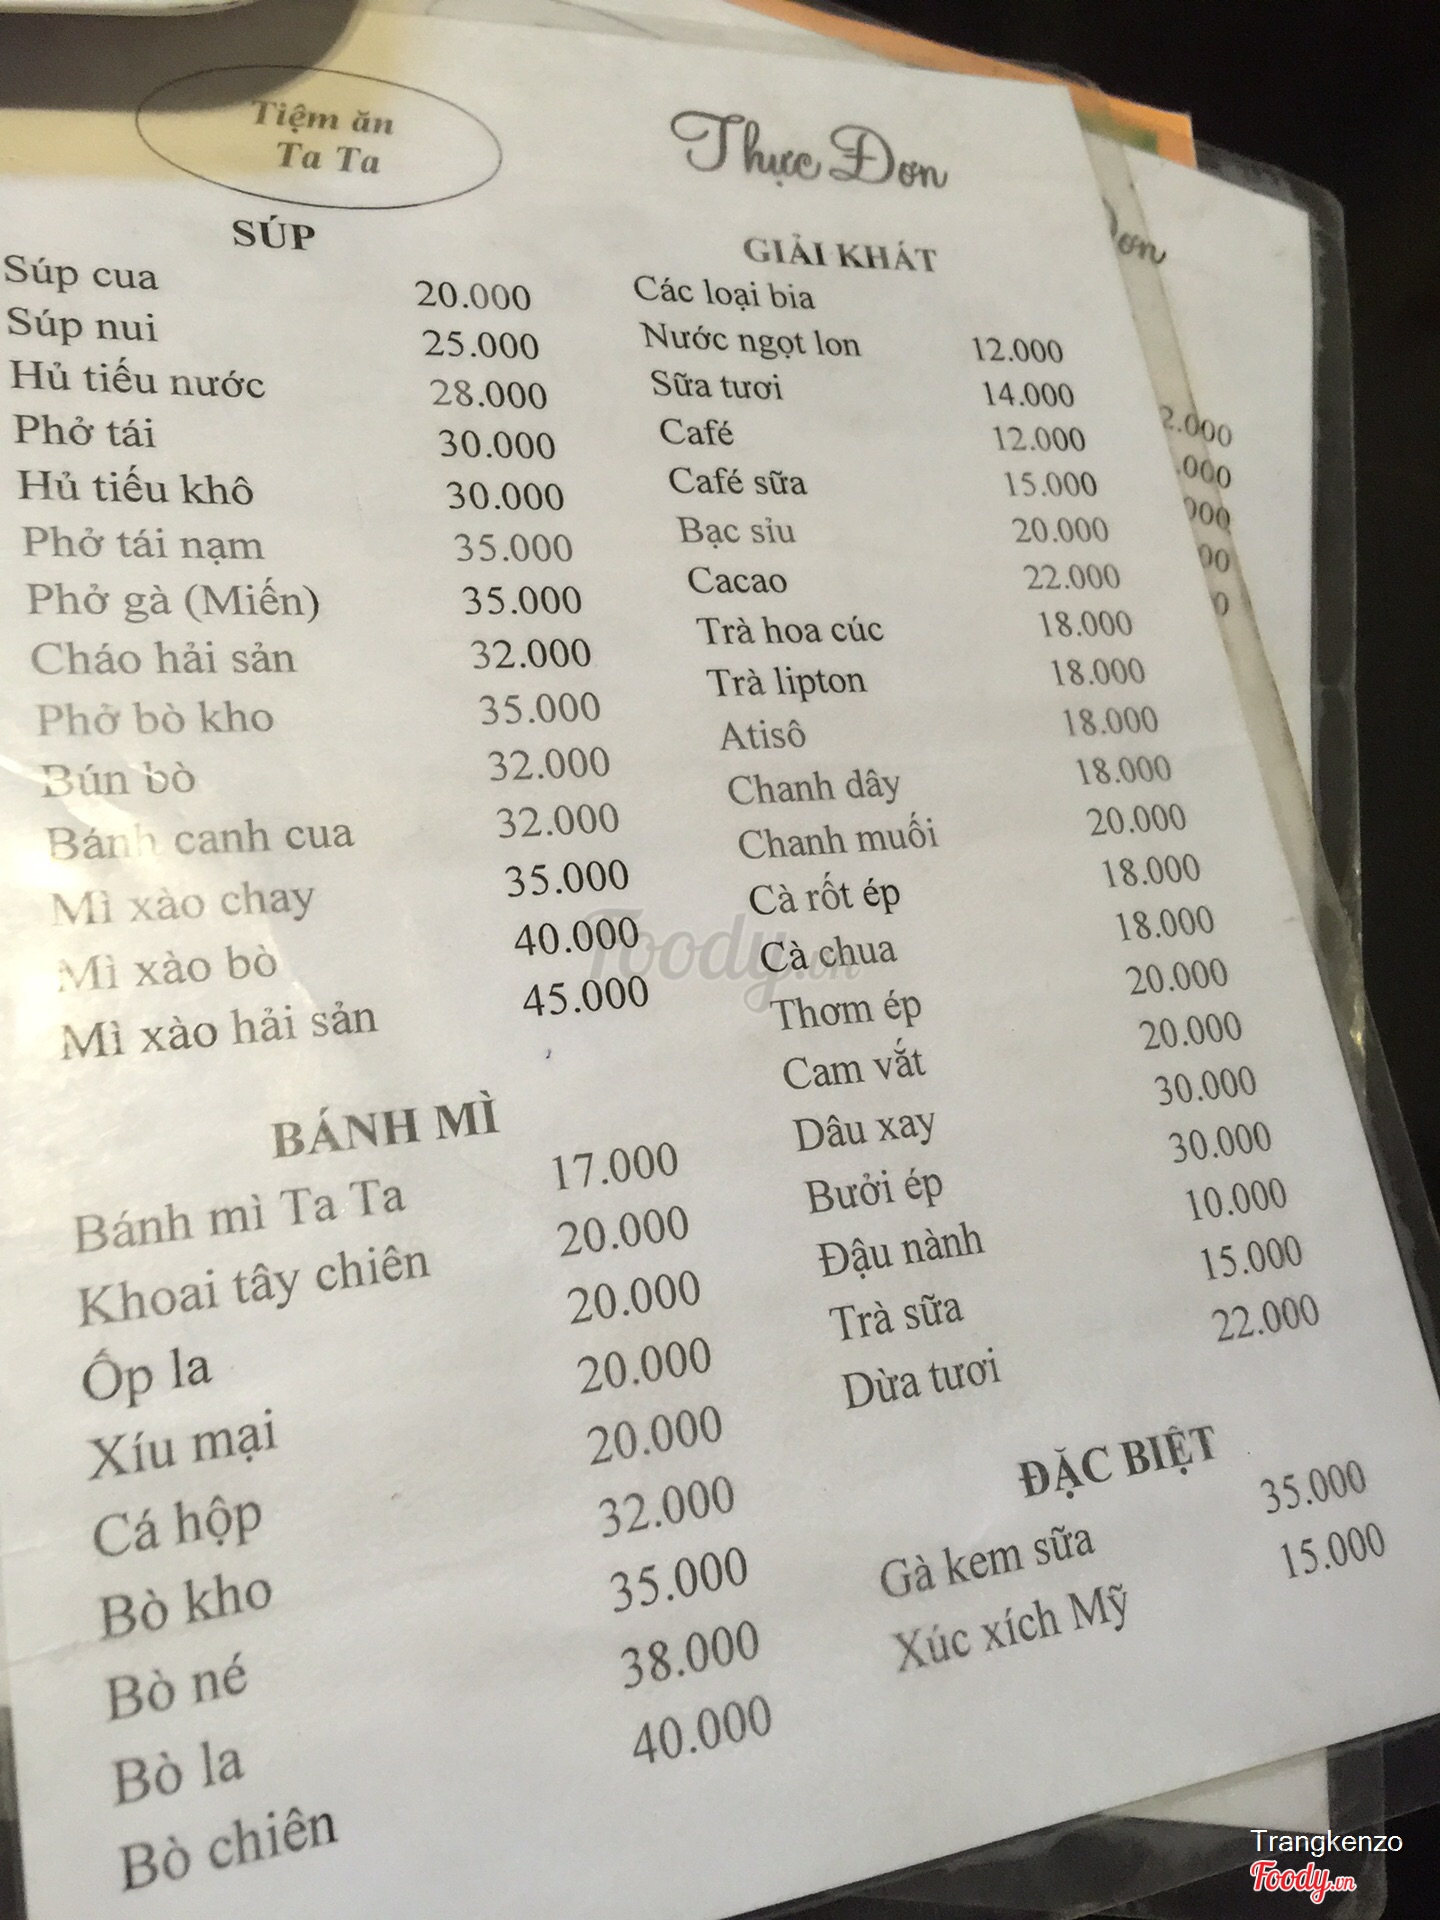 Tiệm ăn
Ta Ta
Thực Đơn
SÚP
Súp cua 20.000
Súp nui 25.000
Hủ tiếu nước 28.000
Phở tái 30.000
Hủ tiếu khô 30.000
Phở tái nạm 35.000
Phở gà (Miến) 35.000
Cháo hải sản 32.000
Phở bò kho 35.000
Bún bò 32.000
Bánh canh cua 32.000
Mì xào chay 35.000
Mì xào bò 40.000
Mì xào hải sản 45.000
BÁNH MÌ
Bánh mì Ta Ta 17.000
Khoai tây chiên 20.000
Ốp la 20.000
Xíu mại 20.000
Cá hộp 20.000
Bò kho 32.000
Bò né 35.000
Bò la 38.000
Bò chiên 40.000
GIẢI KHÁT
Các loại bia
Nước ngọt lon 12.000
Sữa tươi 14.000
Café 12.000
Café sữa 15.000
Bạc sỉu 20.000
Cacao 22.000
Trà hoa cúc 18.000
Trà lipton 18.000
Atisô 18.000
Chanh dây 18.000
Chanh muối 20.000
Cà rốt ép 18.000
Cà chua 18.000
Thơm ép 20.000
Cam vắt 20.000
Dâu xay 30.000
Bưởi ép 30.000
Đậu nành 10.000
Trà sữa 15.000
Dừa tươi 22.000
ĐẶC BIỆT
Gà kem sữa 35.000
Xúc xích Mỹ 15.000
Foody.vn
Trangkenzo
Foody.vn